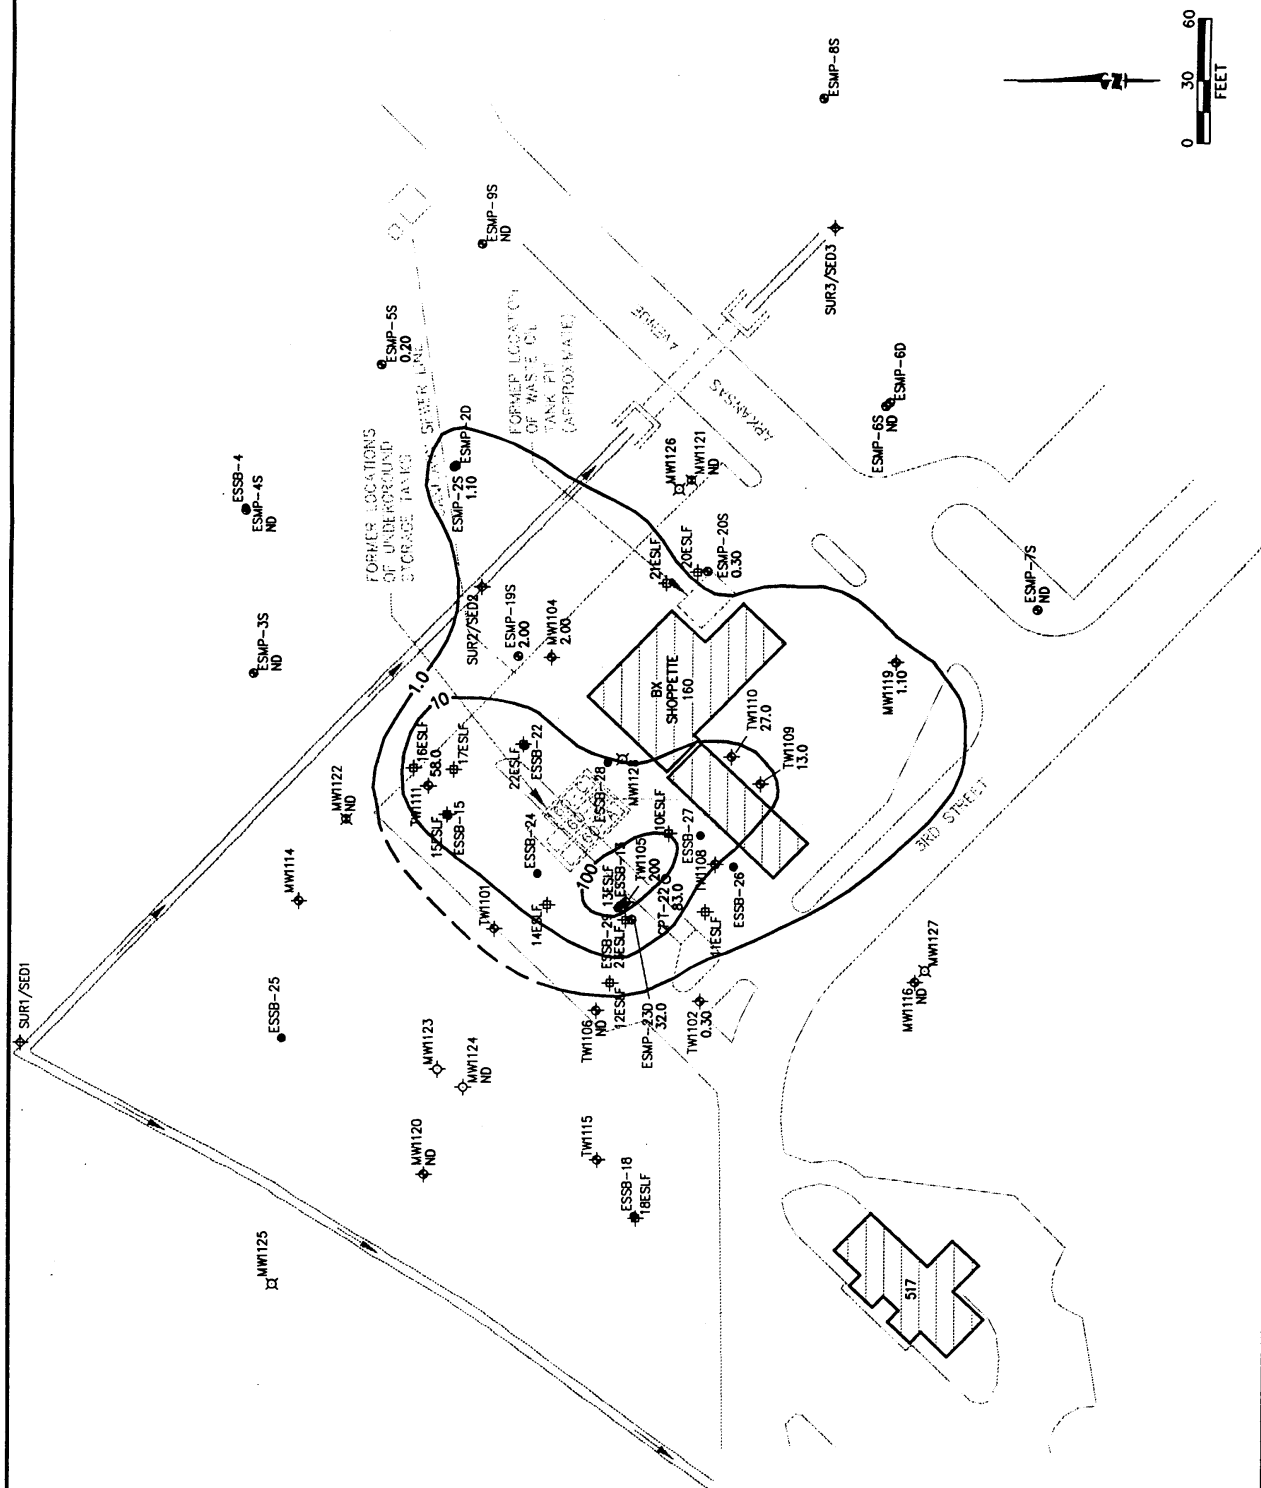 SUR1/SED1
ESSB-25
MW1114
MW1122
ND
ESMP-3S
ND
ESSB-4
ESMP-4S
ND
ESMP-5S
0.20
ESMP-9S
ND
ESMP-8S
0 30 60
FEET
FORMER LOCATIONS
OF UNDERGROUND
STORAGE TANKS
SEWER LINE
FORMER LOCATION
OF WASTE OIL
TANK PIT
(APPROXIMATE)
ARKANSAS AVENUE
SUR3/SED3
ESMP-6S
ND
ESMP-6D
ESMP-7S
ND
MW1126
MW1121
ND
ESMP-2S
1.10
ESMP-2D
SUR2/SED2
ESMP-19S
2.00
MW1104
2.00
21ESLF
20ESLF
ESMP-20S
0.30
1.0
10
100
16ESLF
TW1111
58.0
17ESLF
15ESLF
ESSB-15
22ESLF
ESSB-22
ESSB-28
MW1128
ESSB-24
BX
SHOPPETTE
160
TW1110
27.0
TW1109
13.0
MW1119
1.10
10ESLF
ESSB-27
TW1108
ESSB-26
11ESLF
13ESLF
ESSB-13
TW1105
200
CPT-22
83.0
ESSB-29
23ESLF
ESMP-23D
32.0
14ESLF
TW1101
12ESLF
TW1106
ND
TW1102
0.30
3RD STREET
MW1116
ND
MW1127
MW1123
MW1124
ND
MW1120
ND
TW1115
ESSB-18
18ESLF
MW1125
517